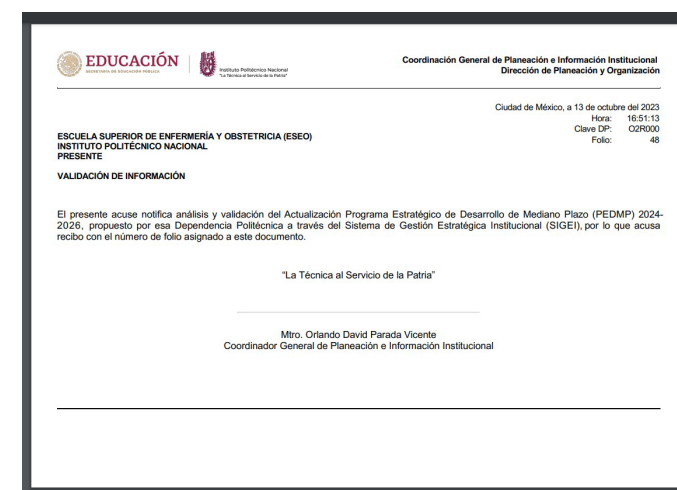 EDUCACIÓN
SECRETARÍA DE EDUCACIÓN PÚBLICA
Instituto Politécnico Nacional
"La Técnica al Servicio de la Patria"
Coordinación General de Planeación e Información Institucional
Dirección de Planeación y Organización
Ciudad de México, a 13 de octubre del 2023
Hora: 16:51:13
Clave DP: O2R000
Folio: 48
ESCUELA SUPERIOR DE ENFERMERÍA Y OBSTETRICIA (ESEO)
INSTITUTO POLITÉCNICO NACIONAL
PRESENTE
VALIDACIÓN DE INFORMACIÓN
El presente acuse notifica análisis y validación del Actualización Programa Estratégico de Desarrollo de Mediano Plazo (PEDMP) 2024-
2026, propuesto por esa Dependencia Politécnica a través del Sistema de Gestión Estratégica Institucional (SIGEI), por lo que acusa
recibo con el número de folio asignado a este documento.
"La Técnica al Servicio de la Patria"
Mtro. Orlando David Parada Vicente
Coordinador General de Planeación e Información Institucional